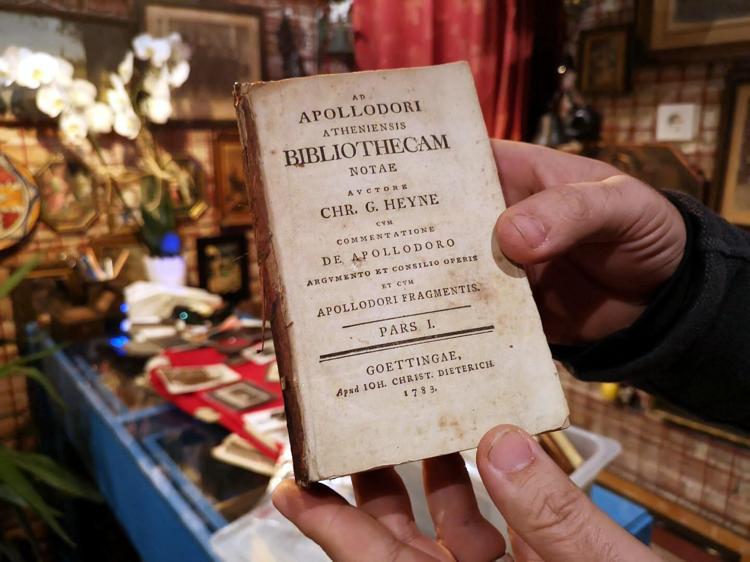 AD
APOLLODORI
ATHENIENSIS
BIBLIOTHECAM
NOTAE
AVCTORE
CHR. G. HEYNE
CVM
COMMENTATIONE
DE APOLLODORO
ARGVMENTO ET CONSILIO OPERIS
ET CVM
APOLLODORI FRAGMENTIS.
PARS I.
GOETTINGAE,
Apud IOH. CHRIST. DIETERICH.
1783.